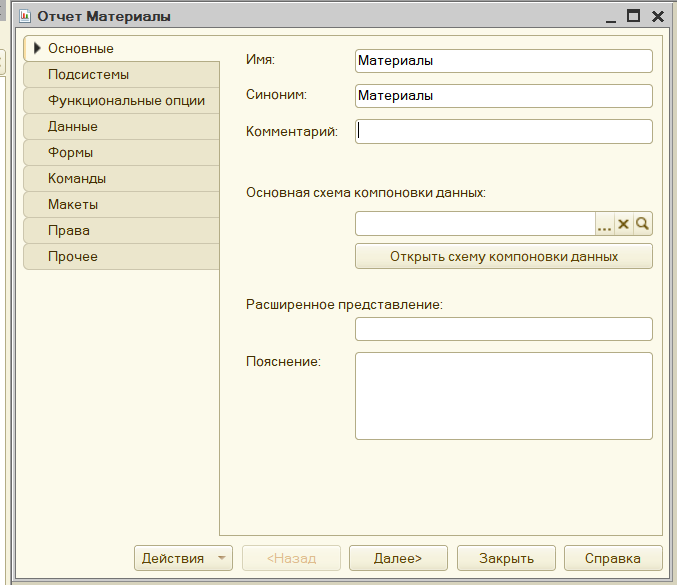 Отчет Материалы
Основные
Подсистемы
Функциональные опции
Данные
Формы
Команды
Макеты
Права
Прочее
Имя: Материалы
Синоним: Материалы
Комментарий:
Основная схема компоновки данных:
...
Открыть схему компоновки данных
Расширенное представление:
Пояснение:
Действия <Назад Далее> Закрыть Справка